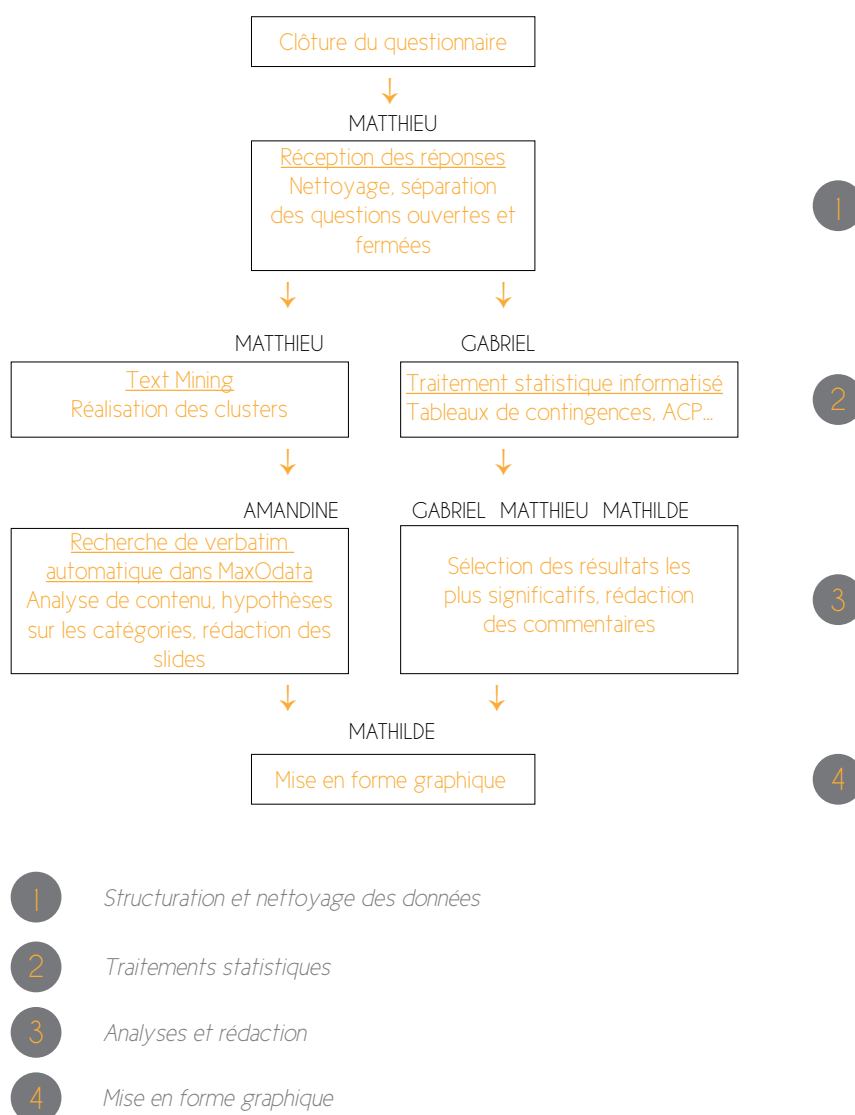 Clôture du questionnaire
MATTHIEU
Réception des réponses
Nettoyage, séparation
des questions ouvertes et
fermées
1
MATTHIEU
GABRIEL
Text Mining
Réalisation des clusters
Traitement statistique informatisé
Tableaux de contingences, ACP...
2
AMANDINE
GABRIEL MATTHIEU MATHILDE
Recherche de verbatim
automatique dans MaxOdata
Analyse de contenu, hypothèses
sur les catégories, rédaction des
slides
Sélection des résultats les
plus significatifs, rédaction
des commentaires
3
MATHILDE
Mise en forme graphique
4
1 Structuration et nettoyage des données
2 Traitements statistiques
3 Analyses et rédaction
4 Mise en forme graphique